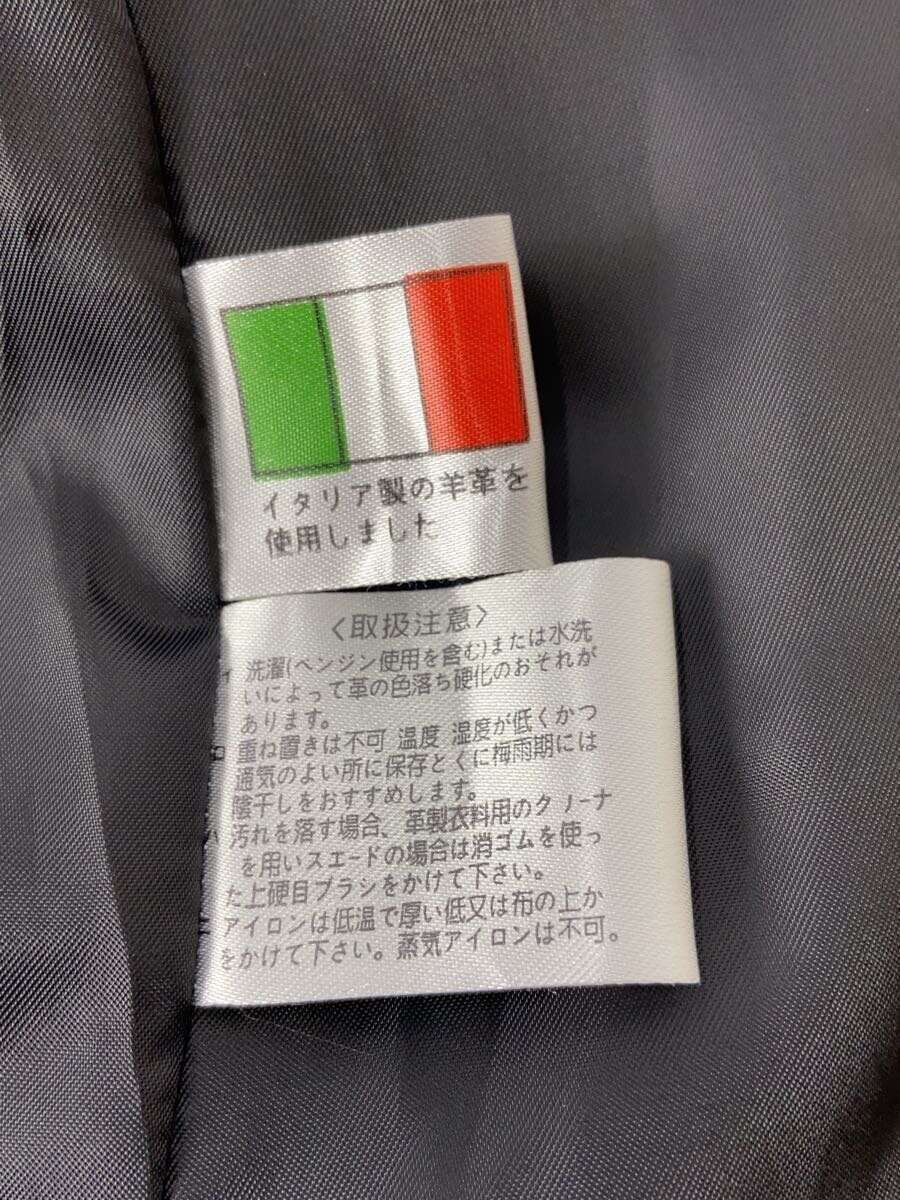 イタリア製の羊革を
使用しました
〈取扱注意〉
イ 洗濯(ベンジン使用を含む)または水洗
いによって革の色落ち硬化のおそれが
あります。
ロ 重ね置きは不可 温度 湿度が低くかつ
通気のよい所に保存とくに梅雨期には
陰干しをおすすめします。
ハ 汚れを落す場合、革製衣料用のクリーナ
を用いスエードの場合は消ゴムを使っ
た上硬目ブラシをかけて下さい。
アイロンは低温で厚い低又は布の上か
をかけて下さい。蒸気アイロンは不可。